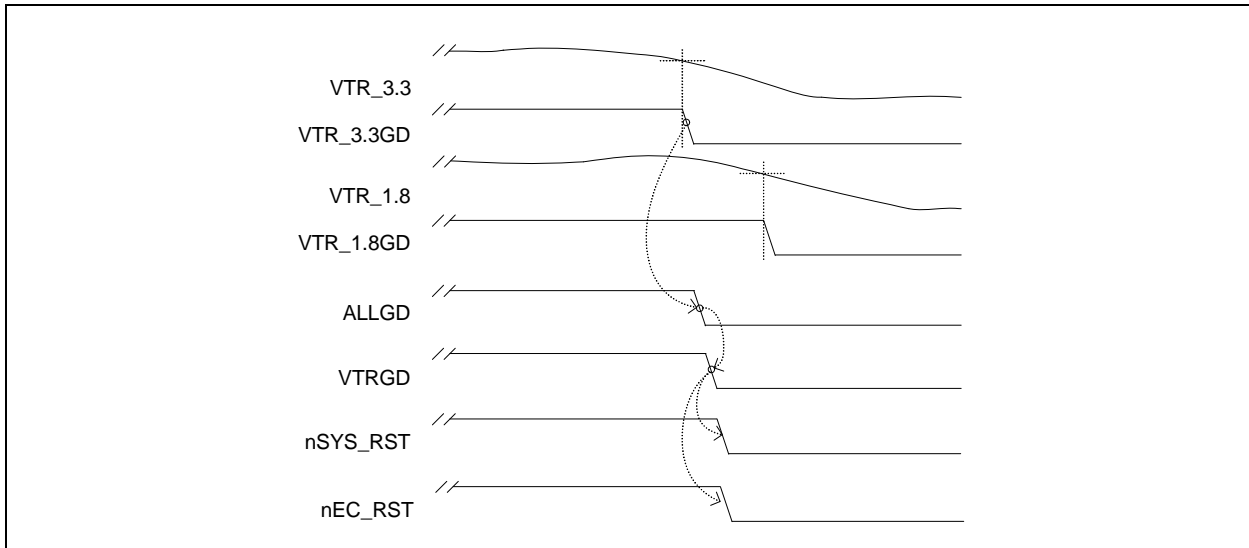 VTR_3.3
VTR_3.3GD
VTR_1.8
VTR_1.8GD
ALLGD
VTRGD
nSYS_RST
nEC_RST